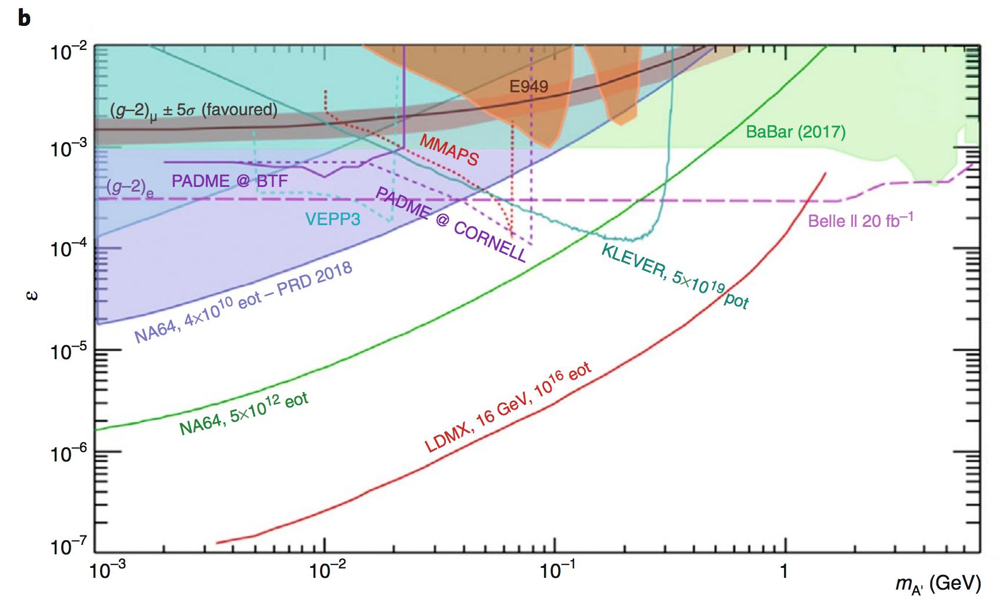 b
10⁻²
10⁻³
10⁻⁴
10⁻⁵
10⁻⁶
10⁻⁷
ε
E949
(g–2)μ ± 5σ (favoured)
BaBar (2017)
MMAPS
PADME @ BTF
(g–2)e
PADME @ CORNELL
VEPP3
Belle II 20 fb⁻¹
KLEVER, 5×10¹⁹ pot
NA64, 4×10¹⁰ eot – PRD 2018
NA64, 5×10¹² eot
LDMX, 16 GeV, 10¹⁶ eot
10⁻³ 10⁻² 10⁻¹ 1
mA' (GeV)